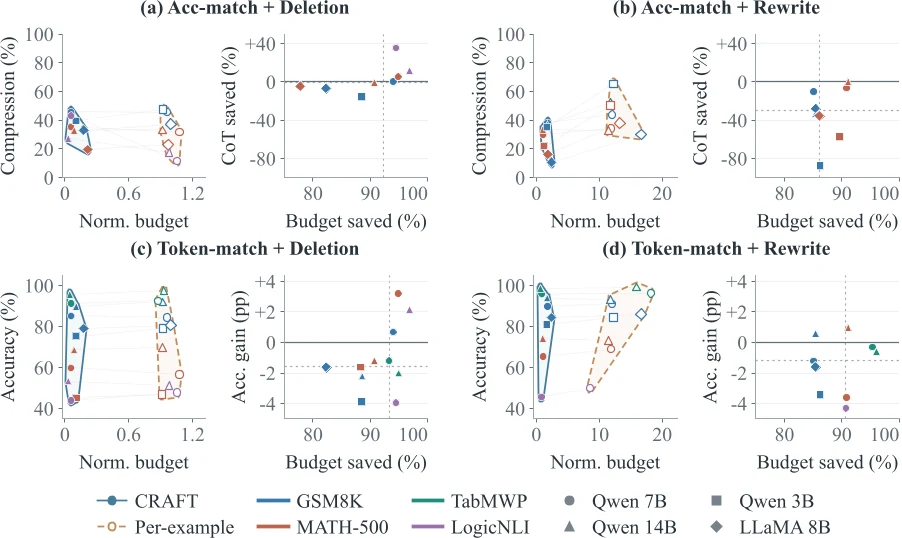 (a) Acc-match + Deletion
(b) Acc-match + Rewrite
Compression (%)
100
80
60
40
20
0
0
0.6
1.2
Norm. budget
CoT saved (%)
+40
0
-40
-80
80
90
100
Budget saved (%)
Compression (%)
100
80
60
40
20
0
0
10
20
Norm. budget
CoT saved (%)
+40
0
-40
-80
80
90
100
Budget saved (%)
(c) Token-match + Deletion
(d) Token-match + Rewrite
Accuracy (%)
100
80
60
40
0
0.6
1.2
Norm. budget
Acc. gain (pp)
+4
+2
0
-2
-4
80
90
100
Budget saved (%)
Accuracy (%)
100
80
60
40
0
10
20
Norm. budget
Acc. gain (pp)
+4
+2
0
-2
-4
80
90
100
Budget saved (%)
CRAFT
GSM8K
TabMWP
Qwen 7B
Qwen 3B
Per-example
MATH-500
LogicNLI
Qwen 14B
LLaMA 8B